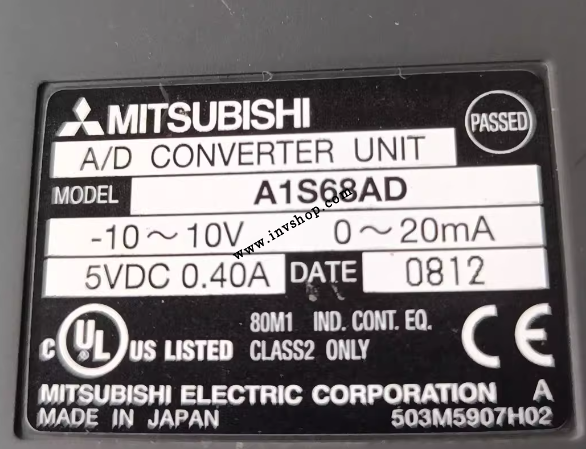 MITSUBISHI
PASSED
A/D CONVERTER UNIT
MODEL A1S68AD
-10～10V 0～20mA
www.invshop.com
5VDC 0.40A DATE 0812
C UL US LISTED 80M1 IND. CONT. EQ.
CLASS2 ONLY CE
MITSUBISHI ELECTRIC CORPORATION A
MADE IN JAPAN 503M5907H02